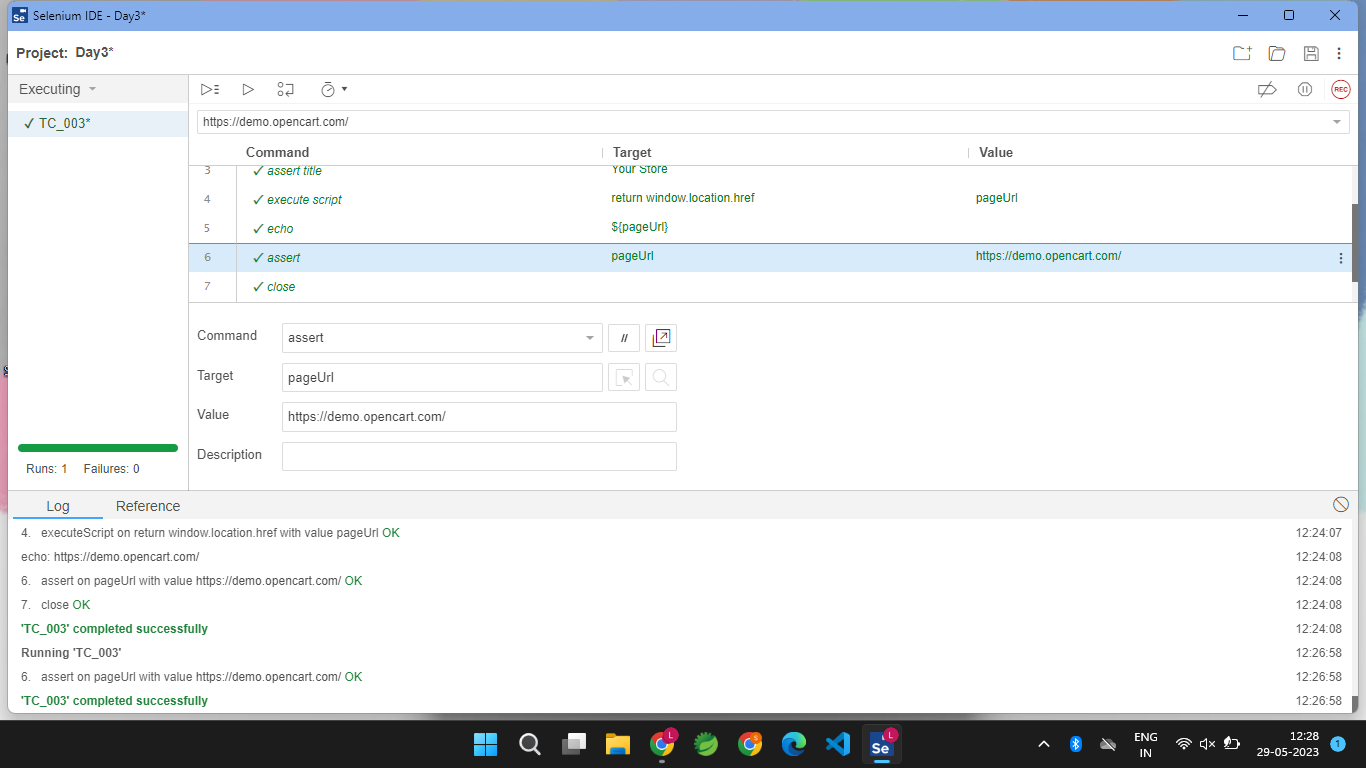 Se Selenium IDE - Day3*
Project: Day3*
Executing
✓ TC_003*
REC
https://demo.opencart.com/
Command Target Value
3 ✓ assert title Your Store
4 ✓ execute script return window.location.href pageUrl
5 ✓ echo ${pageUrl}
6 ✓ assert pageUrl https://demo.opencart.com/
7 ✓ close
Command assert //
Target pageUrl
Value https://demo.opencart.com/
Description
Runs: 1 Failures: 0
Log Reference
4. executeScript on return window.location.href with value pageUrl OK 12:24:07
echo: https://demo.opencart.com/ 12:24:08
6. assert on pageUrl with value https://demo.opencart.com/ OK 12:24:08
7. close OK 12:24:08
'TC_003' completed successfully 12:24:08
Running 'TC_003' 12:26:58
6. assert on pageUrl with value https://demo.opencart.com/ OK 12:26:58
'TC_003' completed successfully 12:26:58
L S Se L
ENG
IN
12:28
29-05-2023
1